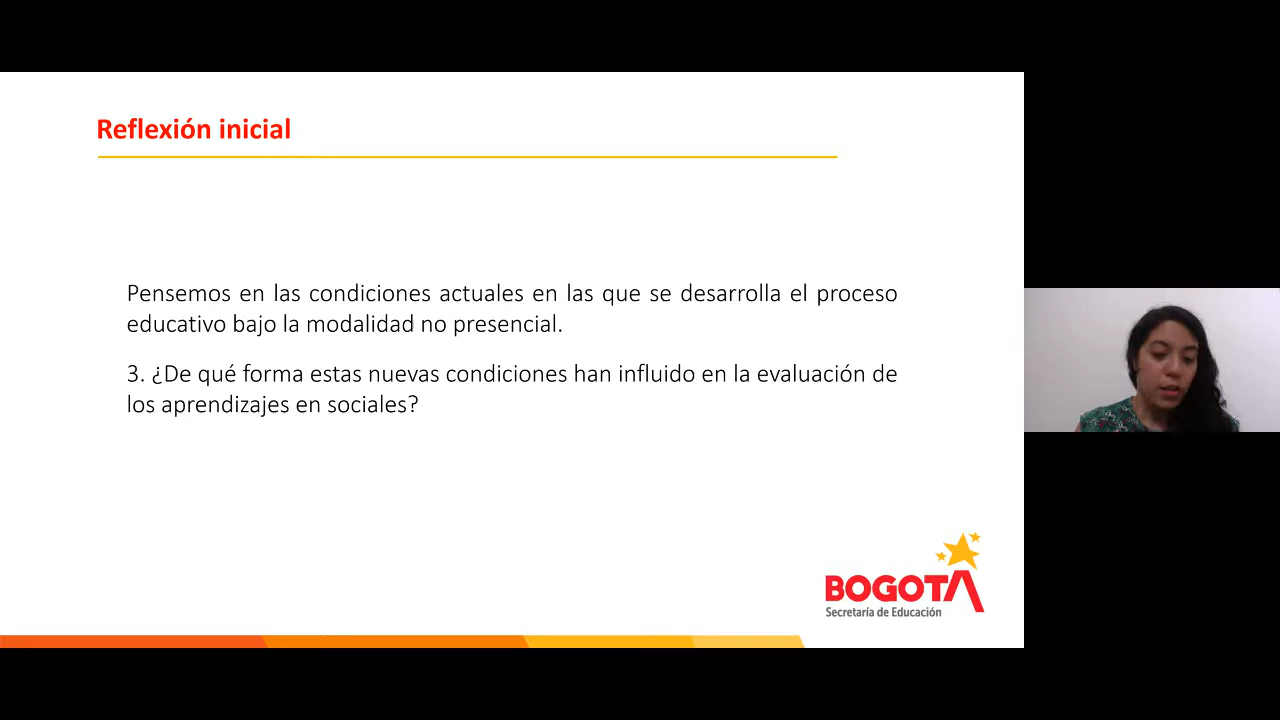 Reflexión inicial
Pensemos en las condiciones actuales en las que se desarrolla el proceso
educativo bajo la modalidad no presencial.
3. ¿De qué forma estas nuevas condiciones han influido en la evaluación de
los aprendizajes en sociales?
BOGOTA
Secretaría de Educación